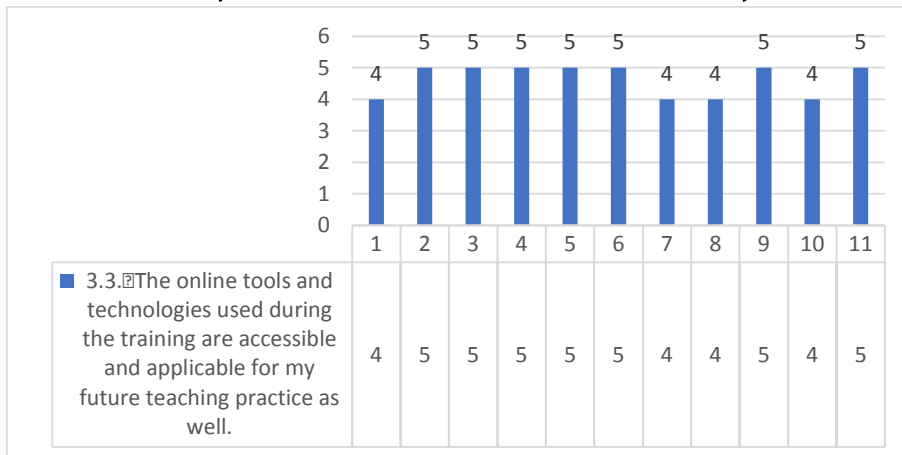 6
5
4
3
2
1
0
4 5 5 5 5 5 4 4 5 4 5
1 2 3 4 5 6 7 8 9 10 11
3.3.⍰The online tools and
technologies used during
the training are accessible
and applicable for my
future teaching practice as
well.
4 5 5 5 5 5 4 4 5 4 5